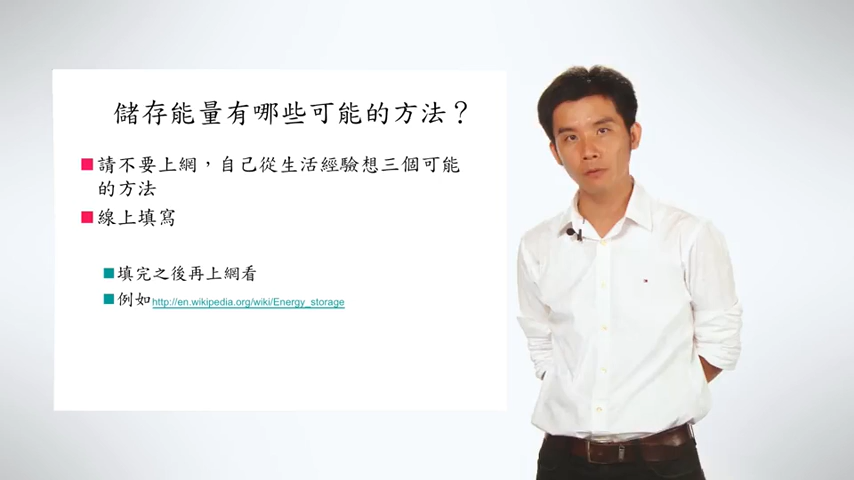 儲存能量有哪些可能的方法？
請不要上網，自己從生活經驗想三個可能
的方法
線上填寫
填完之後再上網看
例如http://en.wikipedia.org/wiki/Energy_storage